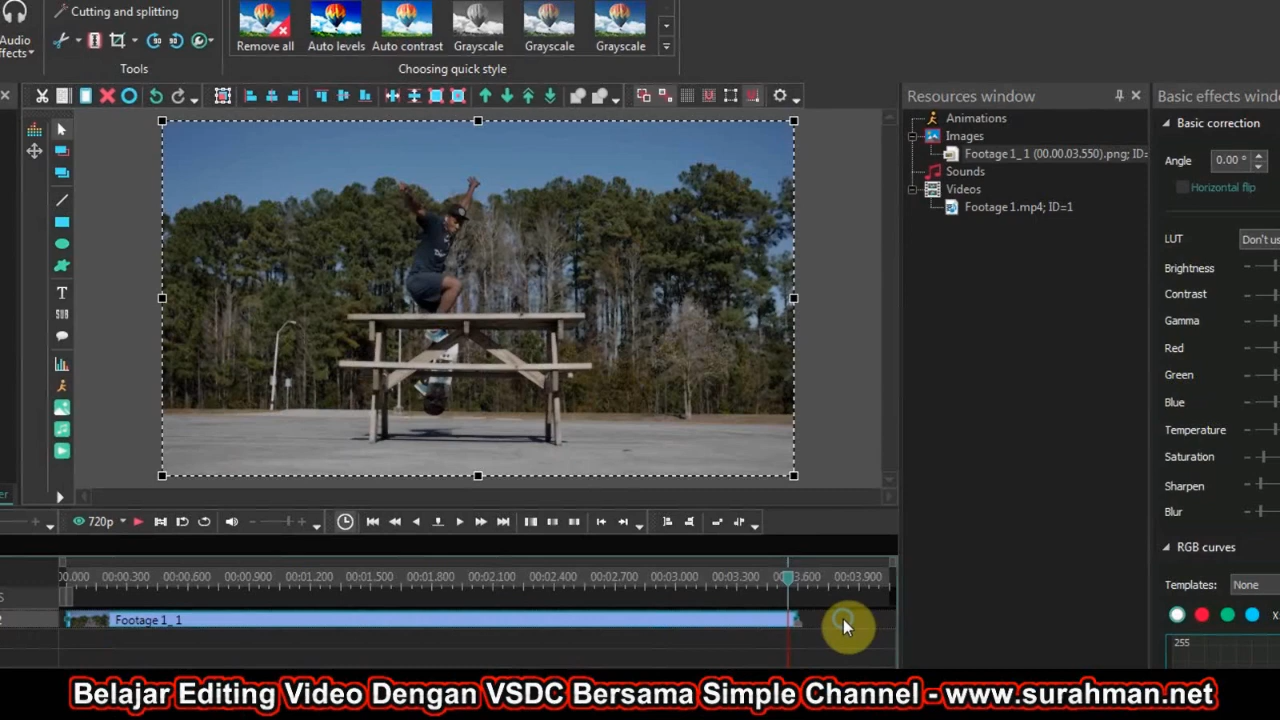 Cutting and splitting
Audio
effects
Tools
Remove all
Auto levels
Auto contrast
Grayscale
Grayscale
Grayscale
Choosing quick style
Resources window
Animations
Images
Footage 1_1 (00.00.03.550).png; ID=
Sounds
Videos
Footage 1.mp4; ID=1
Basic effects windo
Basic correction
Angle 0.00 °
Horizontal flip
LUT Don't us
Brightness
Contrast
Gamma
Red
Green
Blue
Temperature
Saturation
Sharpen
Blur
RGB curves
Templates: None
X
255
T
SUB
720p
00.000 00:00.300 00:00.600 00:00.900 00:01.200 00:01.500 00:01.800 00:02.100 00:02.400 00:02.700 00:03.000 00:03.300 00:03.600 00:03.900
Footage 1_ 1
Belajar Editing Video Dengan VSDC Bersama Simple Channel - www.surahman.net